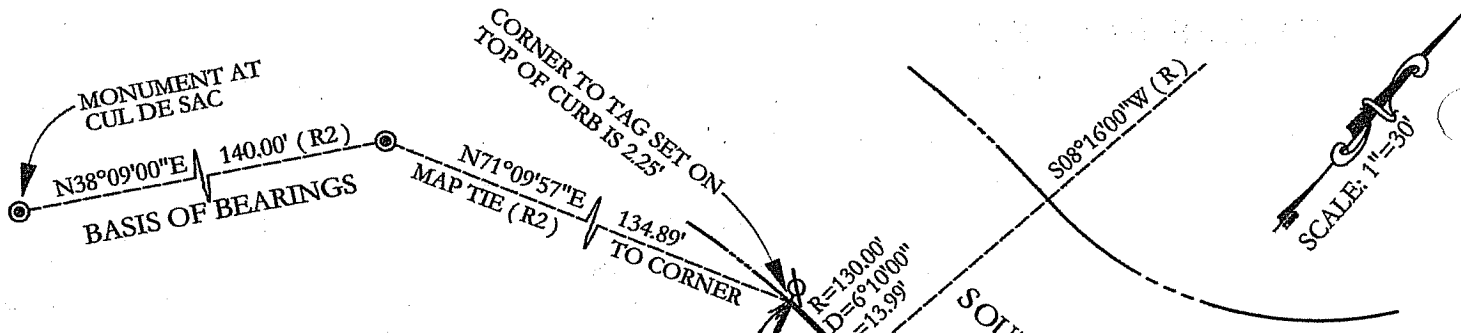 MONUMENT AT
CUL DE SAC
N38°09'00"E
140.00' (R2)
BASIS OF BEARINGS
CORNER TO TAG SET ON
TOP OF CURB IS 2.25'
N71°09'57"E
MAP TIE (R2)
134.89'
TO CORNER
R=130.00'
D=6°10'00"
=13.99'
S08°16'00"W (R)
SCALE: 1"=30'